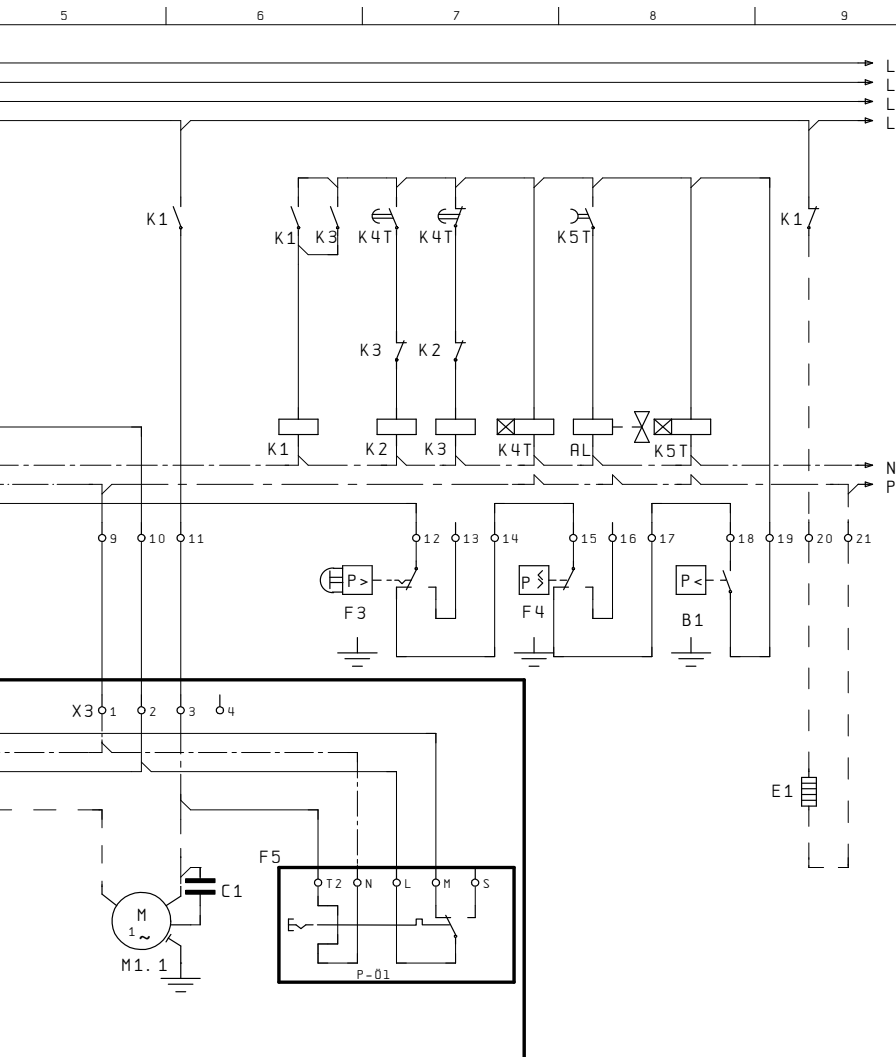 5 6 7 8 9
L
L
L
L
K1 K1 K3 K4T K4T K5T K1
K3 K2
K1 K2 K3 K4T AL K5T
N
P
9 10 11 12 13 14 15 16 17 18 19 20 21
P> P P<
F3 F4 B1
X3 1 2 3 4
E1
F5
T2 N L M S
C1
M
1~
M1.1
P-Öl